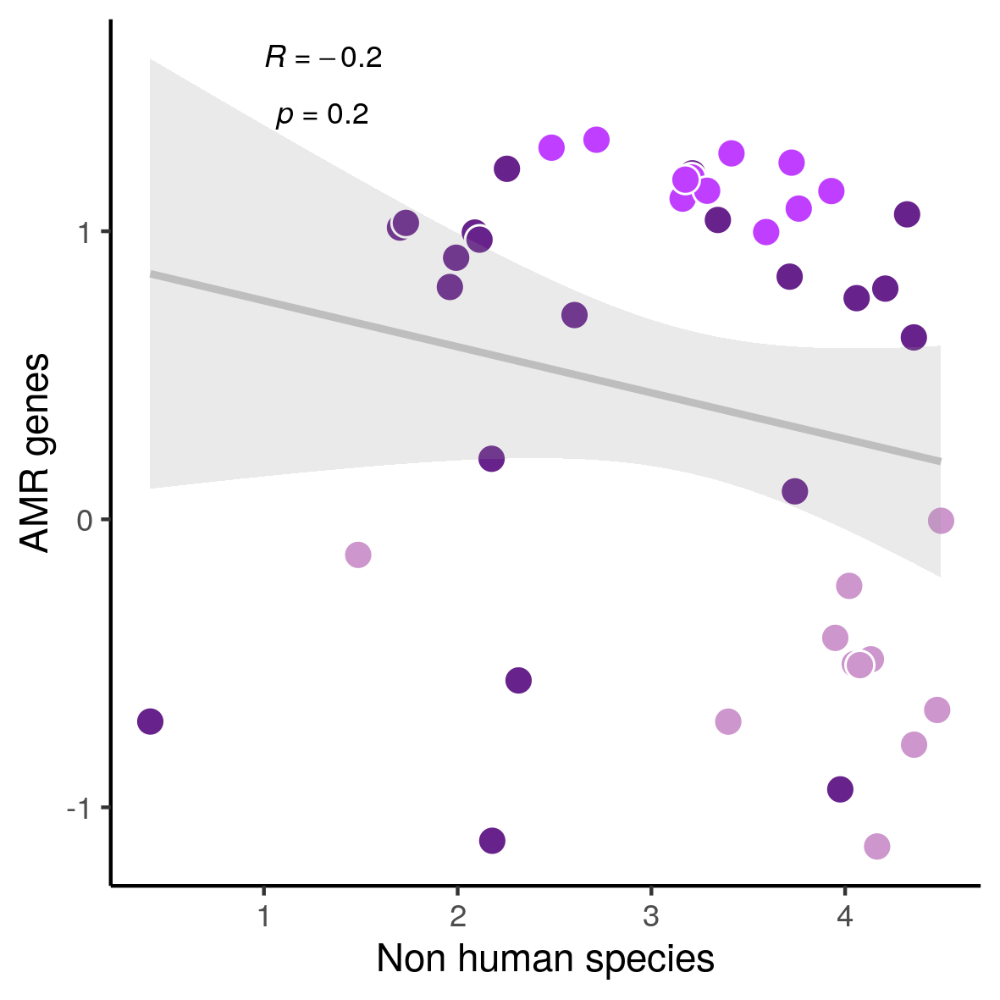 R = −0.2
p = 0.2
AMR genes
1
0
-1
1 2 3 4
Non human species